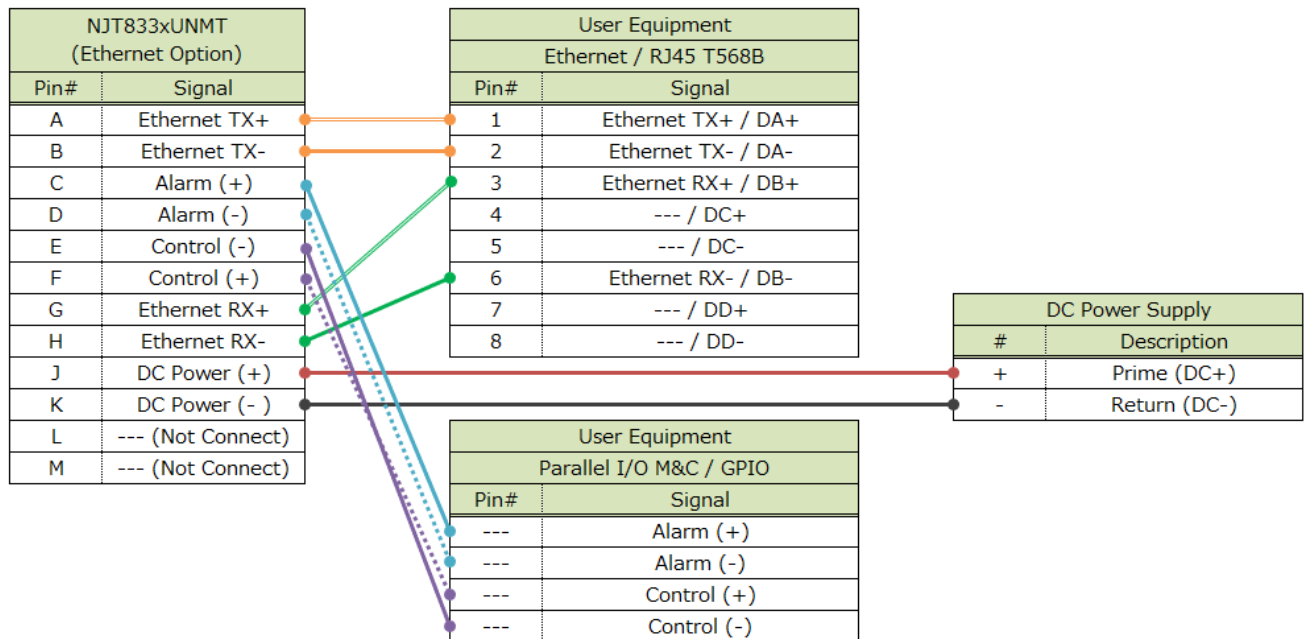 NJT833xUNMT
(Ethernet Option)
Pin# Signal
A Ethernet TX+
B Ethernet TX-
C Alarm (+)
D Alarm (-)
E Control (-)
F Control (+)
G Ethernet RX+
H Ethernet RX-
J DC Power (+)
K DC Power (- )
L --- (Not Connect)
M --- (Not Connect)
User Equipment
Ethernet / RJ45 T568B
Pin# Signal
1 Ethernet TX+ / DA+
2 Ethernet TX- / DA-
3 Ethernet RX+ / DB+
4 --- / DC+
5 --- / DC-
6 Ethernet RX- / DB-
7 --- / DD+
8 --- / DD-
DC Power Supply
# Description
+ Prime (DC+)
- Return (DC-)
User Equipment
Parallel I/O M&C / GPIO
Pin# Signal
--- Alarm (+)
--- Alarm (-)
--- Control (+)
--- Control (-)